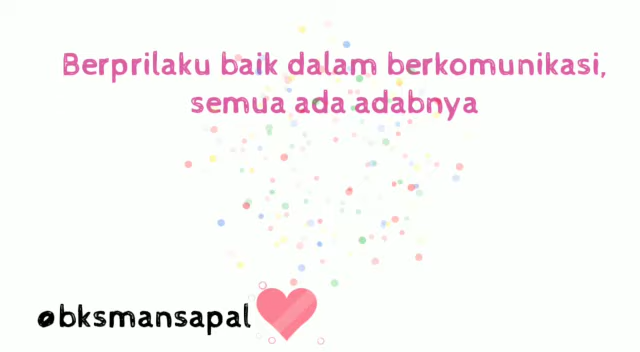 Berprilaku baik dalam berkomunikasi,
semua ada adabnya
@bksmansapal